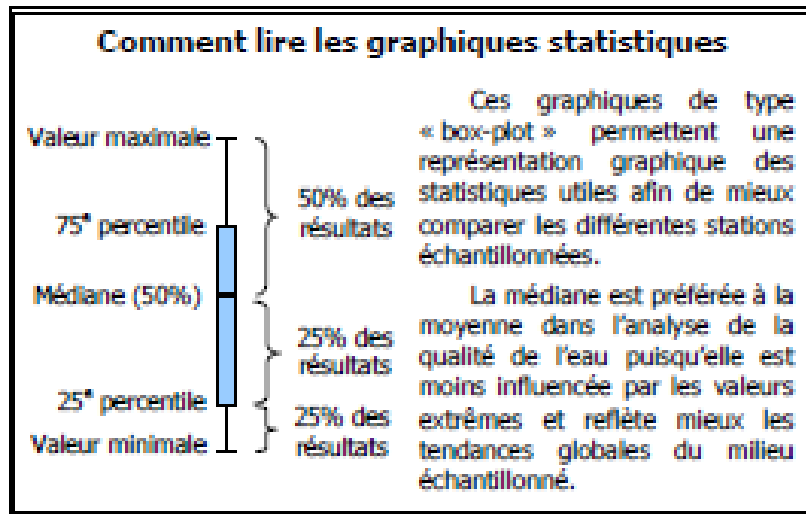 Comment lire les graphiques statistiques
Valeur maximale
75e percentile
Médiane (50%)
25e percentile
Valeur minimale
50% des
résultats
25% des
résultats
25% des
résultats
Ces graphiques de type
« box-plot » permettent une
représentation graphique des
statistiques utiles afin de mieux
comparer les différentes stations
échantillonnées.
La médiane est préférée à la
moyenne dans l'analyse de la
qualité de l'eau puisqu'elle est
moins influencée par les valeurs
extrêmes et reflète mieux les
tendances globales du milieu
échantillonné.